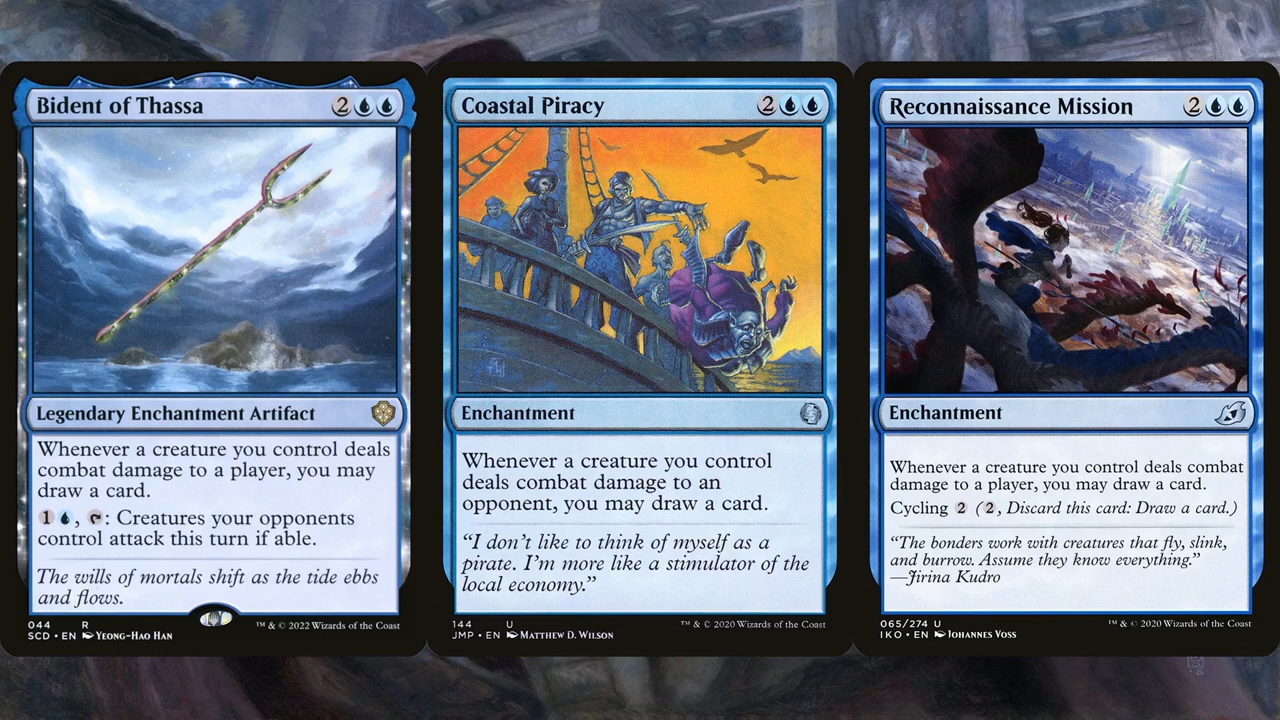 Bident of Thassa 2
Legendary Enchantment Artifact
Whenever a creature you control deals
combat damage to a player, you may
draw a card.
1 , : Creatures your opponents
control attack this turn if able.
The wills of mortals shift as the tide ebbs
and flows.
044 R
SCD • EN Yeong-Hao Han
™ & © 2022 Wizards of the Coast
Coastal Piracy 2
Enchantment
Whenever a creature you control
deals combat damage to an
opponent, you may draw a card.
“I don’t like to think of myself as a
pirate. I’m more like a stimulator of the
local economy.”
144 U
JMP • EN Matthew D. Wilson
™ & © 2020 Wizards of the Coast
Reconnaissance Mission 2
Enchantment
Whenever a creature you control deals combat
damage to a player, you may draw a card.
Cycling 2 (2, Discard this card: Draw a card.)
“The bonders work with creatures that fly, slink,
and burrow. Assume they know everything.”
—Jirina Kudro
065/274 U
IKO • EN Johannes Voss
™ & © 2020 Wizards of the Coast